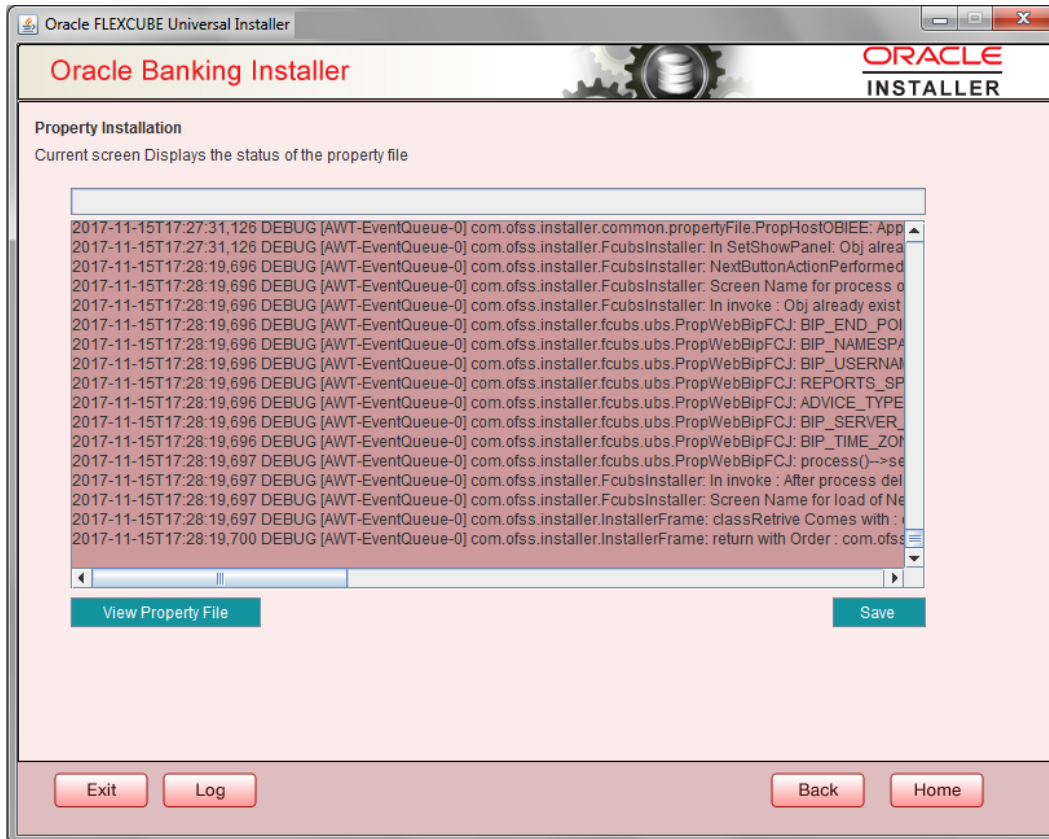 Oracle FLEXCUBE Universal Installer
Oracle Banking Installer
ORACLE
INSTALLER
Property Installation
Current screen Displays the status of the property file
2017-11-15T17:27:31,126 DEBUG [AWT-EventQueue-0] com.ofss.installer.common.propertyFile.PropHostOBIEE: App
2017-11-15T17:27:31,126 DEBUG [AWT-EventQueue-0] com.ofss.installer.FcubsInstaller: In SetShowPanel: Obj alrea
2017-11-15T17:28:19,696 DEBUG [AWT-EventQueue-0] com.ofss.installer.FcubsInstaller: NextButtonActionPerformed
2017-11-15T17:28:19,696 DEBUG [AWT-EventQueue-0] com.ofss.installer.FcubsInstaller: Screen Name for process o
2017-11-15T17:28:19,696 DEBUG [AWT-EventQueue-0] com.ofss.installer.FcubsInstaller: In invoke : Obj already exist
2017-11-15T17:28:19,696 DEBUG [AWT-EventQueue-0] com.ofss.installer.fcubs.ubs.PropWebBipFCJ: BIP_END_POI
2017-11-15T17:28:19,696 DEBUG [AWT-EventQueue-0] com.ofss.installer.fcubs.ubs.PropWebBipFCJ: BIP_NAMESPA
2017-11-15T17:28:19,696 DEBUG [AWT-EventQueue-0] com.ofss.installer.fcubs.ubs.PropWebBipFCJ: BIP_USERNAM
2017-11-15T17:28:19,696 DEBUG [AWT-EventQueue-0] com.ofss.installer.fcubs.ubs.PropWebBipFCJ: REPORTS_SP
2017-11-15T17:28:19,696 DEBUG [AWT-EventQueue-0] com.ofss.installer.fcubs.ubs.PropWebBipFCJ: ADVICE_TYPE
2017-11-15T17:28:19,696 DEBUG [AWT-EventQueue-0] com.ofss.installer.fcubs.ubs.PropWebBipFCJ: BIP_SERVER_
2017-11-15T17:28:19,696 DEBUG [AWT-EventQueue-0] com.ofss.installer.fcubs.ubs.PropWebBipFCJ: BIP_TIME_ZON
2017-11-15T17:28:19,697 DEBUG [AWT-EventQueue-0] com.ofss.installer.fcubs.ubs.PropWebBipFCJ: process()-->se
2017-11-15T17:28:19,697 DEBUG [AWT-EventQueue-0] com.ofss.installer.FcubsInstaller: In invoke : After process del
2017-11-15T17:28:19,697 DEBUG [AWT-EventQueue-0] com.ofss.installer.FcubsInstaller: Screen Name for load of Ne
2017-11-15T17:28:19,697 DEBUG [AWT-EventQueue-0] com.ofss.installer.InstallerFrame: classRetrive Comes with :
2017-11-15T17:28:19,700 DEBUG [AWT-EventQueue-0] com.ofss.installer.InstallerFrame: return with Order : com.ofss
View Property File
Save
Exit
Log
Back
Home